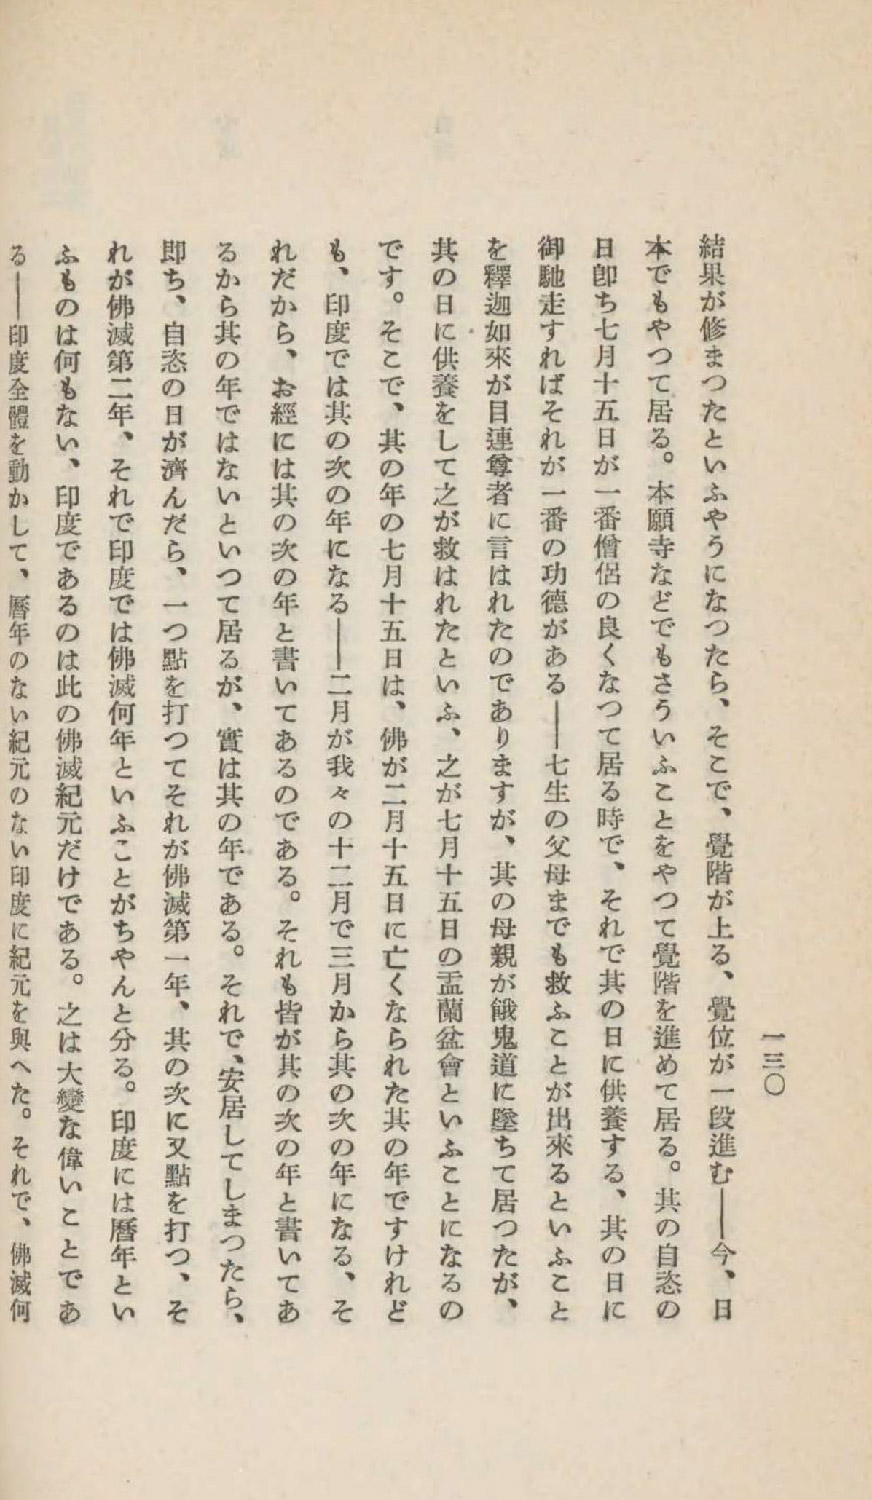 一三〇
結果が修まつたといふやうになつたら、そこで、覺階が上る、覺位が一段進む――今、日
本でもやつて居る。本願寺などでもさういふことをやつて覺階を進めて居る。其の自恣の
日卽ち七月十五日が一番僧侶の良くなつて居る時で、それで其の日に供養する、其の日に
御馳走すればそれが一番の功德がある――七生の父母までも救ふことが出來るといふこと
を釋迦如來が目連尊者に言はれたのでありますが、其の母親が餓鬼道に墜ちて居つたが、
其の日に供養をして之が救はれたといふ、之が七月十五日の盂蘭盆會といふことになるの
です。そこで、其の年の七月十五日は、佛が二月十五日に亡くなられた其の年ですけれど
も、印度では其の次の年になる――二月が我々の十二月で三月から其の次の年になる、そ
れだから、お經には其の次の年と書いてあるのである。それも皆が其の次の年と書いてあ
るから其の年ではないといつて居るが、實は其の年である。それで、安居してしまつたら、
即ち、自恣の日が濟んだら、一つ點を打つてそれが佛滅第一年、其の次に又點を打つ、そ
れが佛滅第二年、それで印度では佛滅何年といふことがちやんと分る。印度には曆年とい
ふものは何もない、印度であるのは此の佛滅紀元だけである。之は大變な偉いことであ
る――印度全體を動かして、曆年のない紀元のない印度に紀元を與へた。それで、佛滅何